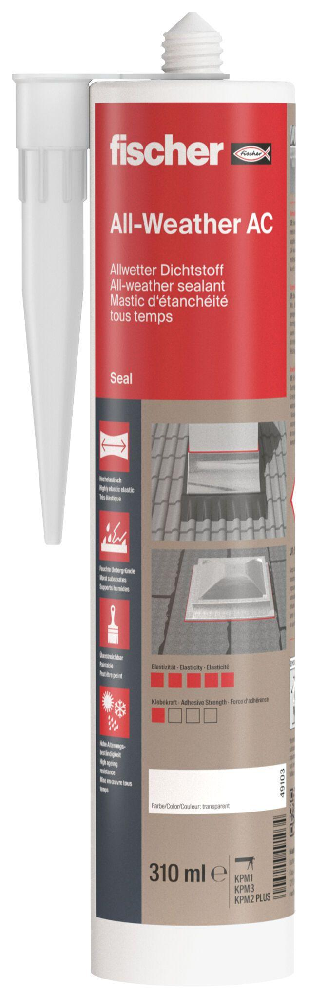 fischer
fischer
All-Weather AC
Allwetter Dichtstoff
All-weather sealant
Mastic d'étanchéité
tous temps
Seal
Hochelastisch
Highly elastic elastic
Très élastique
Feuchte Untergründe
Moist substrates
Supports humides
Überstreichbar
Paintable
Peut être peint
Hohe Alterungs-
beständigkeit
High ageing
resistance
Mise en œuvre tous
temps
Elastizität · Elasticity · Elasticité
Klebekraft · Adhesive Strength · Force d'adhérence
49103
Farbe/Color/Couleur: transparent
310 ml ℮
KPM1
KPM3
KPM2 PLUS